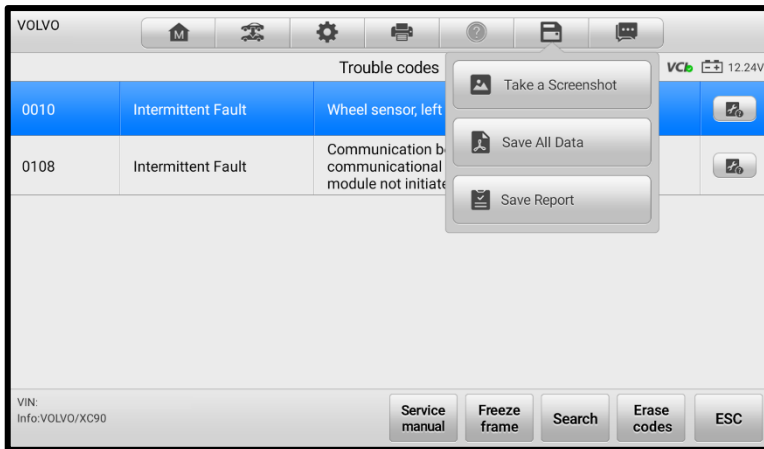 VOLVO
M
Trouble codes
VCI 12.24V
Take a Screenshot
Save All Data
Save Report
0010 Intermittent Fault Wheel sensor, left
0108 Intermittent Fault
Communication b
communicational
module not initiate
VIN:
Info:VOLVO/XC90
Service
manual
Freeze
frame
Search
Erase
codes
ESC